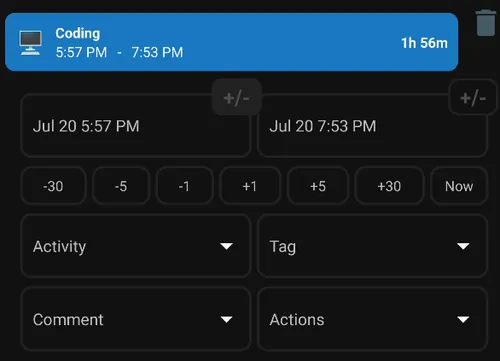 Coding
5:57 PM - 7:53 PM
1h 56m
+/- +/-
Jul 20 5:57 PM Jul 20 7:53 PM
-30 -5 -1 +1 +5 +30 Now
Activity Tag
Comment Actions